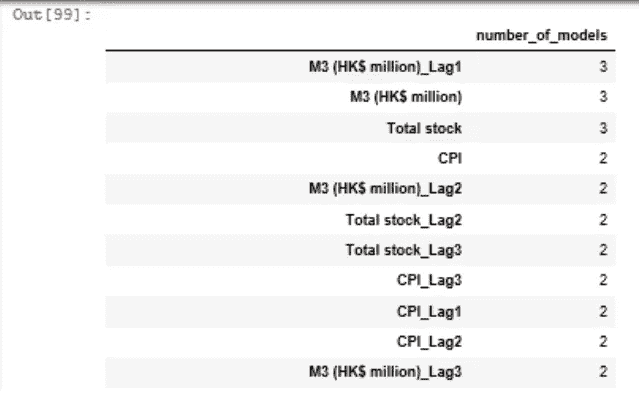 Out[99]:
number_of_models
M3 (HK$ million)_Lag1 3
M3 (HK$ million) 3
Total stock 3
CPI 2
M3 (HK$ million)_Lag2 2
Total stock_Lag2 2
Total stock_Lag3 2
CPI_Lag3 2
CPI_Lag1 2
CPI_Lag2 2
M3 (HK$ million)_Lag3 2